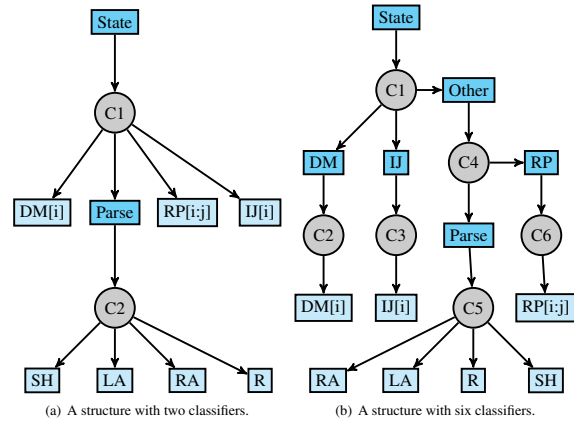 State
C1
DM[i]
Parse
RP[i:j]
IJ[i]
C2
SH
LA
RA
R
(a) A structure with two classifiers.
State
C1
Other
DM
IJ
C4
RP
C2
C3
Parse
C6
DM[i]
IJ[i]
C5
RP[i:j]
RA
LA
R
SH
(b) A structure with six classifiers.